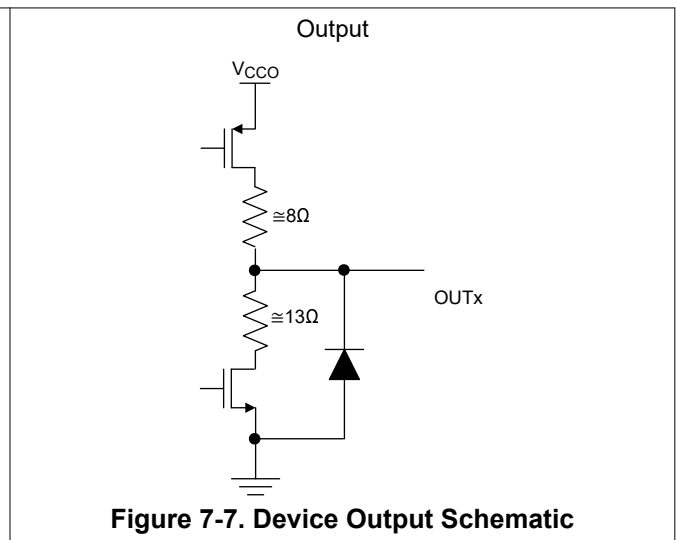 Output
VCCO
≅8Ω
OUTx
≅13Ω
Figure 7-7. Device Output Schematic